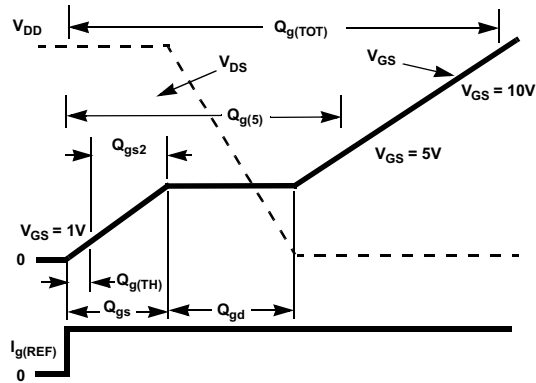 V_DD
Q_g(TOT)
V_DS
V_GS
V_GS = 10V
Q_g(5)
Q_gs2
V_GS = 5V
V_GS = 1V
0
Q_g(TH)
Q_gs
Q_gd
I_g(REF)
0